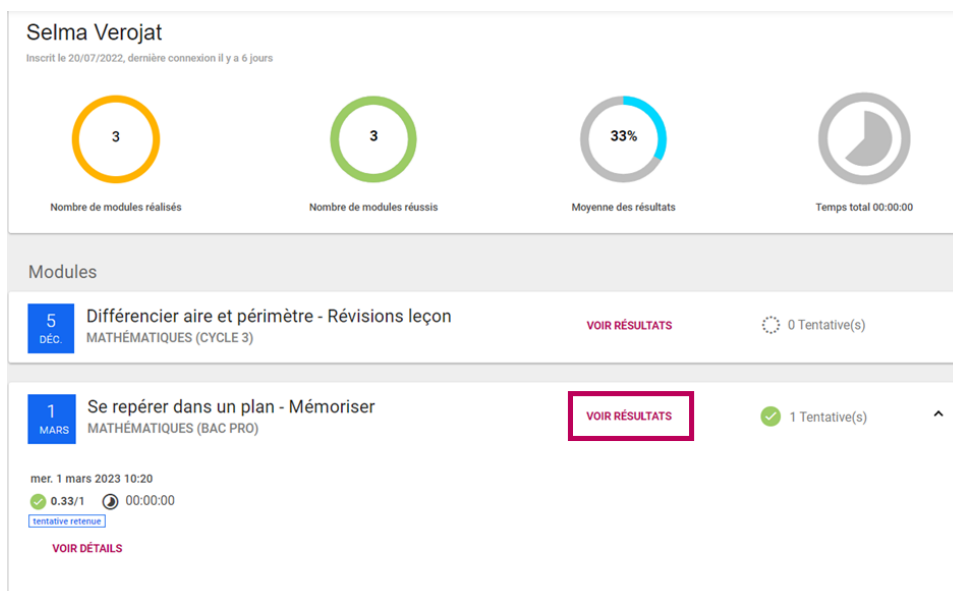 Selma Verojat
Inscrit le 20/07/2022, dernière connexion il y a 6 jours
3
3
33%
Nombre de modules réalisés
Nombre de modules réussis
Moyenne des résultats
Temps total 00:00:00
Modules
5
DÉC.
Différencier aire et périmètre - Révisions leçon
MATHÉMATIQUES (CYCLE 3)
VOIR RÉSULTATS
0 Tentative(s)
1
MARS
Se repérer dans un plan - Mémoriser
MATHÉMATIQUES (BAC PRO)
VOIR RÉSULTATS
1 Tentative(s)
mer. 1 mars 2023 10:20
0.33/1 00:00:00
tentative retenue
VOIR DÉTAILS